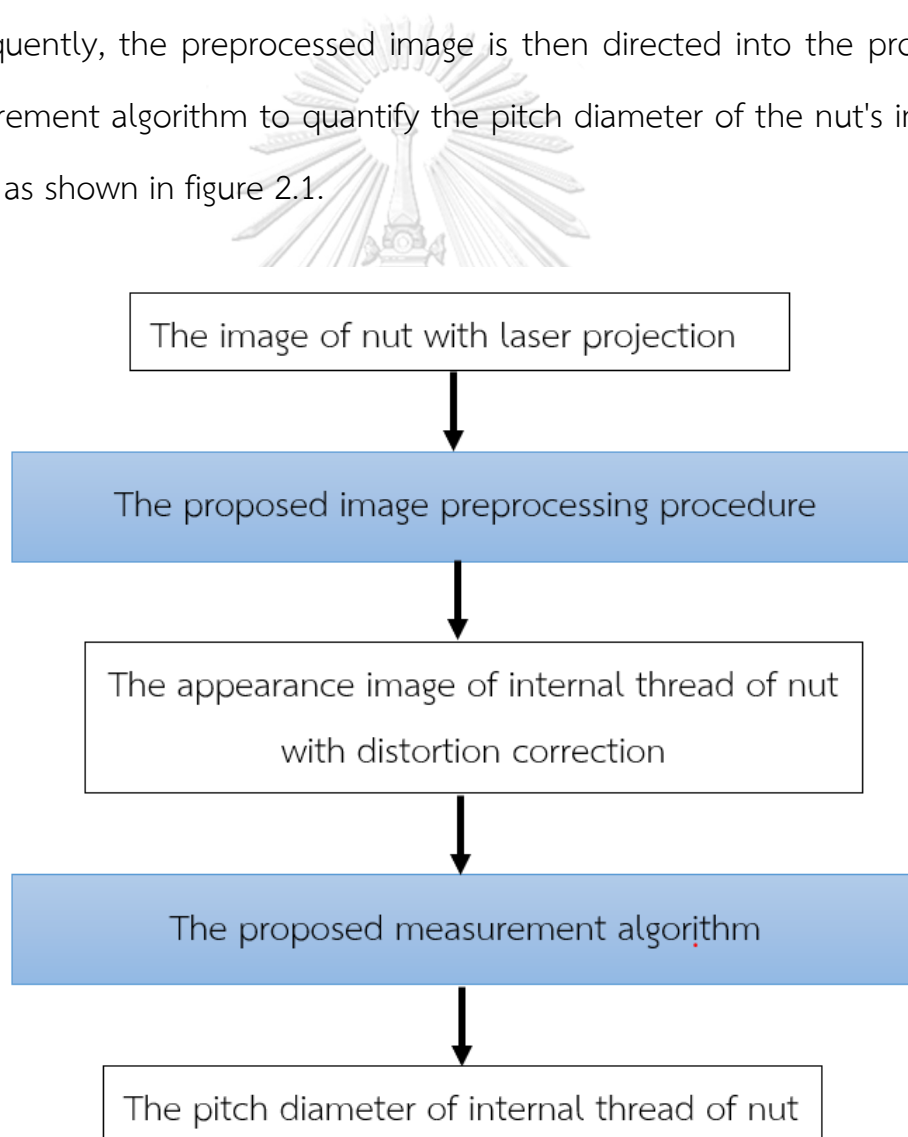 quently, the preprocessed image is then directed into the pro
rement algorithm to quantify the pitch diameter of the nut's i
as shown in figure 2.1.
The image of nut with laser projection
The proposed image preprocessing procedure
The appearance image of internal thread of nut
with distortion correction
The proposed measurement algorithm
The pitch diameter of internal thread of nut